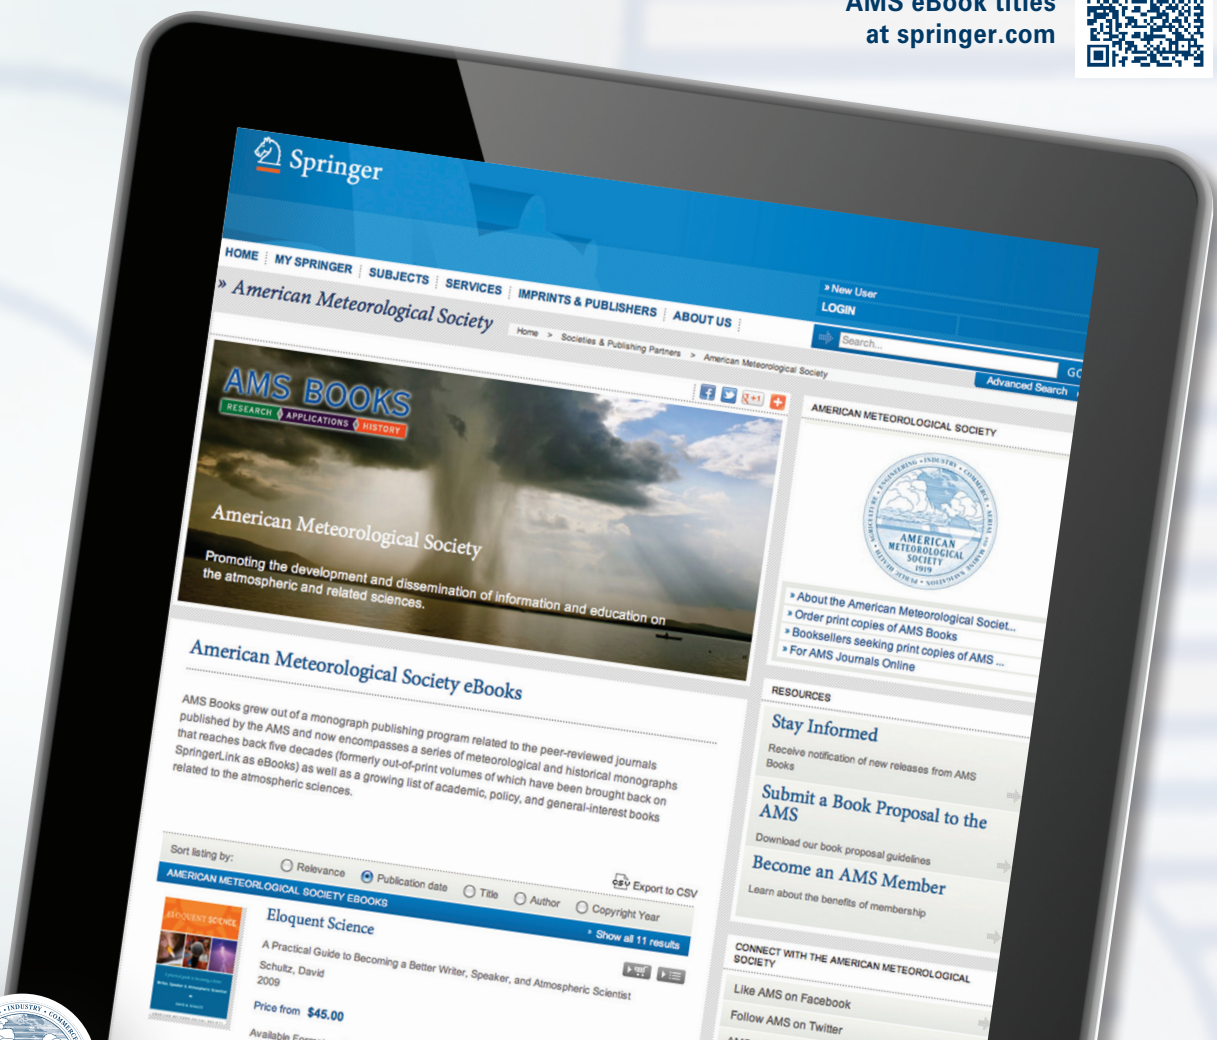 AMS eBook titles
at springer.com
Springer
HOME
MY SPRINGER
SUBJECTS
SERVICES
IMPRINTS & PUBLISHERS
ABOUT US
» New User
LOGIN
Search...
GO
Advanced Search
» American Meteorological Society
Home > Societies & Publishing Partners > American Meteorological Society
+1
AMS BOOKS
RESEARCH APPLICATIONS HISTORY
American Meteorological Society
Promoting the development and dissemination of information and education on
the atmospheric and related sciences.
American Meteorological Society eBooks
AMS Books grew out of a monograph publishing program related to the peer-reviewed journals
published by the AMS and now encompasses a series of meteorological and historical monographs
that reaches back five decades (formerly out-of-print volumes of which have been brought back on
SpringerLink as eBooks) as well as a growing list of academic, policy, and general-interest books
related to the atmospheric sciences.
Sort listing by:
Relevance
Publication date
Title
Author
Copyright Year
CSV Export to CSV
AMERICAN METEORLOGICAL SOCIETY EBOOKS
» Show all 11 results
ELOQUENT SCIENCE
Eloquent Science
A Practical Guide to Becoming a Better Writer, Speaker, and Atmospheric Scientist
Schultz, David
2009
Price from $45.00
AMERICAN METEOROLOGICAL SOCIETY
INDUSTRY • COMMERCE
ENGINEERING
AGRICULTURE
AMERICAN
METEOROLOGICAL
SOCIETY
1919
» About the American Meteorological Societ...
» Order print copies of AMS Books
» Booksellers seeking print copies of AMS ...
» For AMS Journals Online
RESOURCES
Stay Informed
Receive notification of new releases from AMS
Books
Submit a Book Proposal to the
AMS
Download our book proposal guidelines
Become an AMS Member
Learn about the benefits of membership
CONNECT WITH THE AMERICAN METEOROLOGICAL
SOCIETY
Like AMS on Facebook
Follow AMS on Twitter
INDUSTRY • COMMERCE